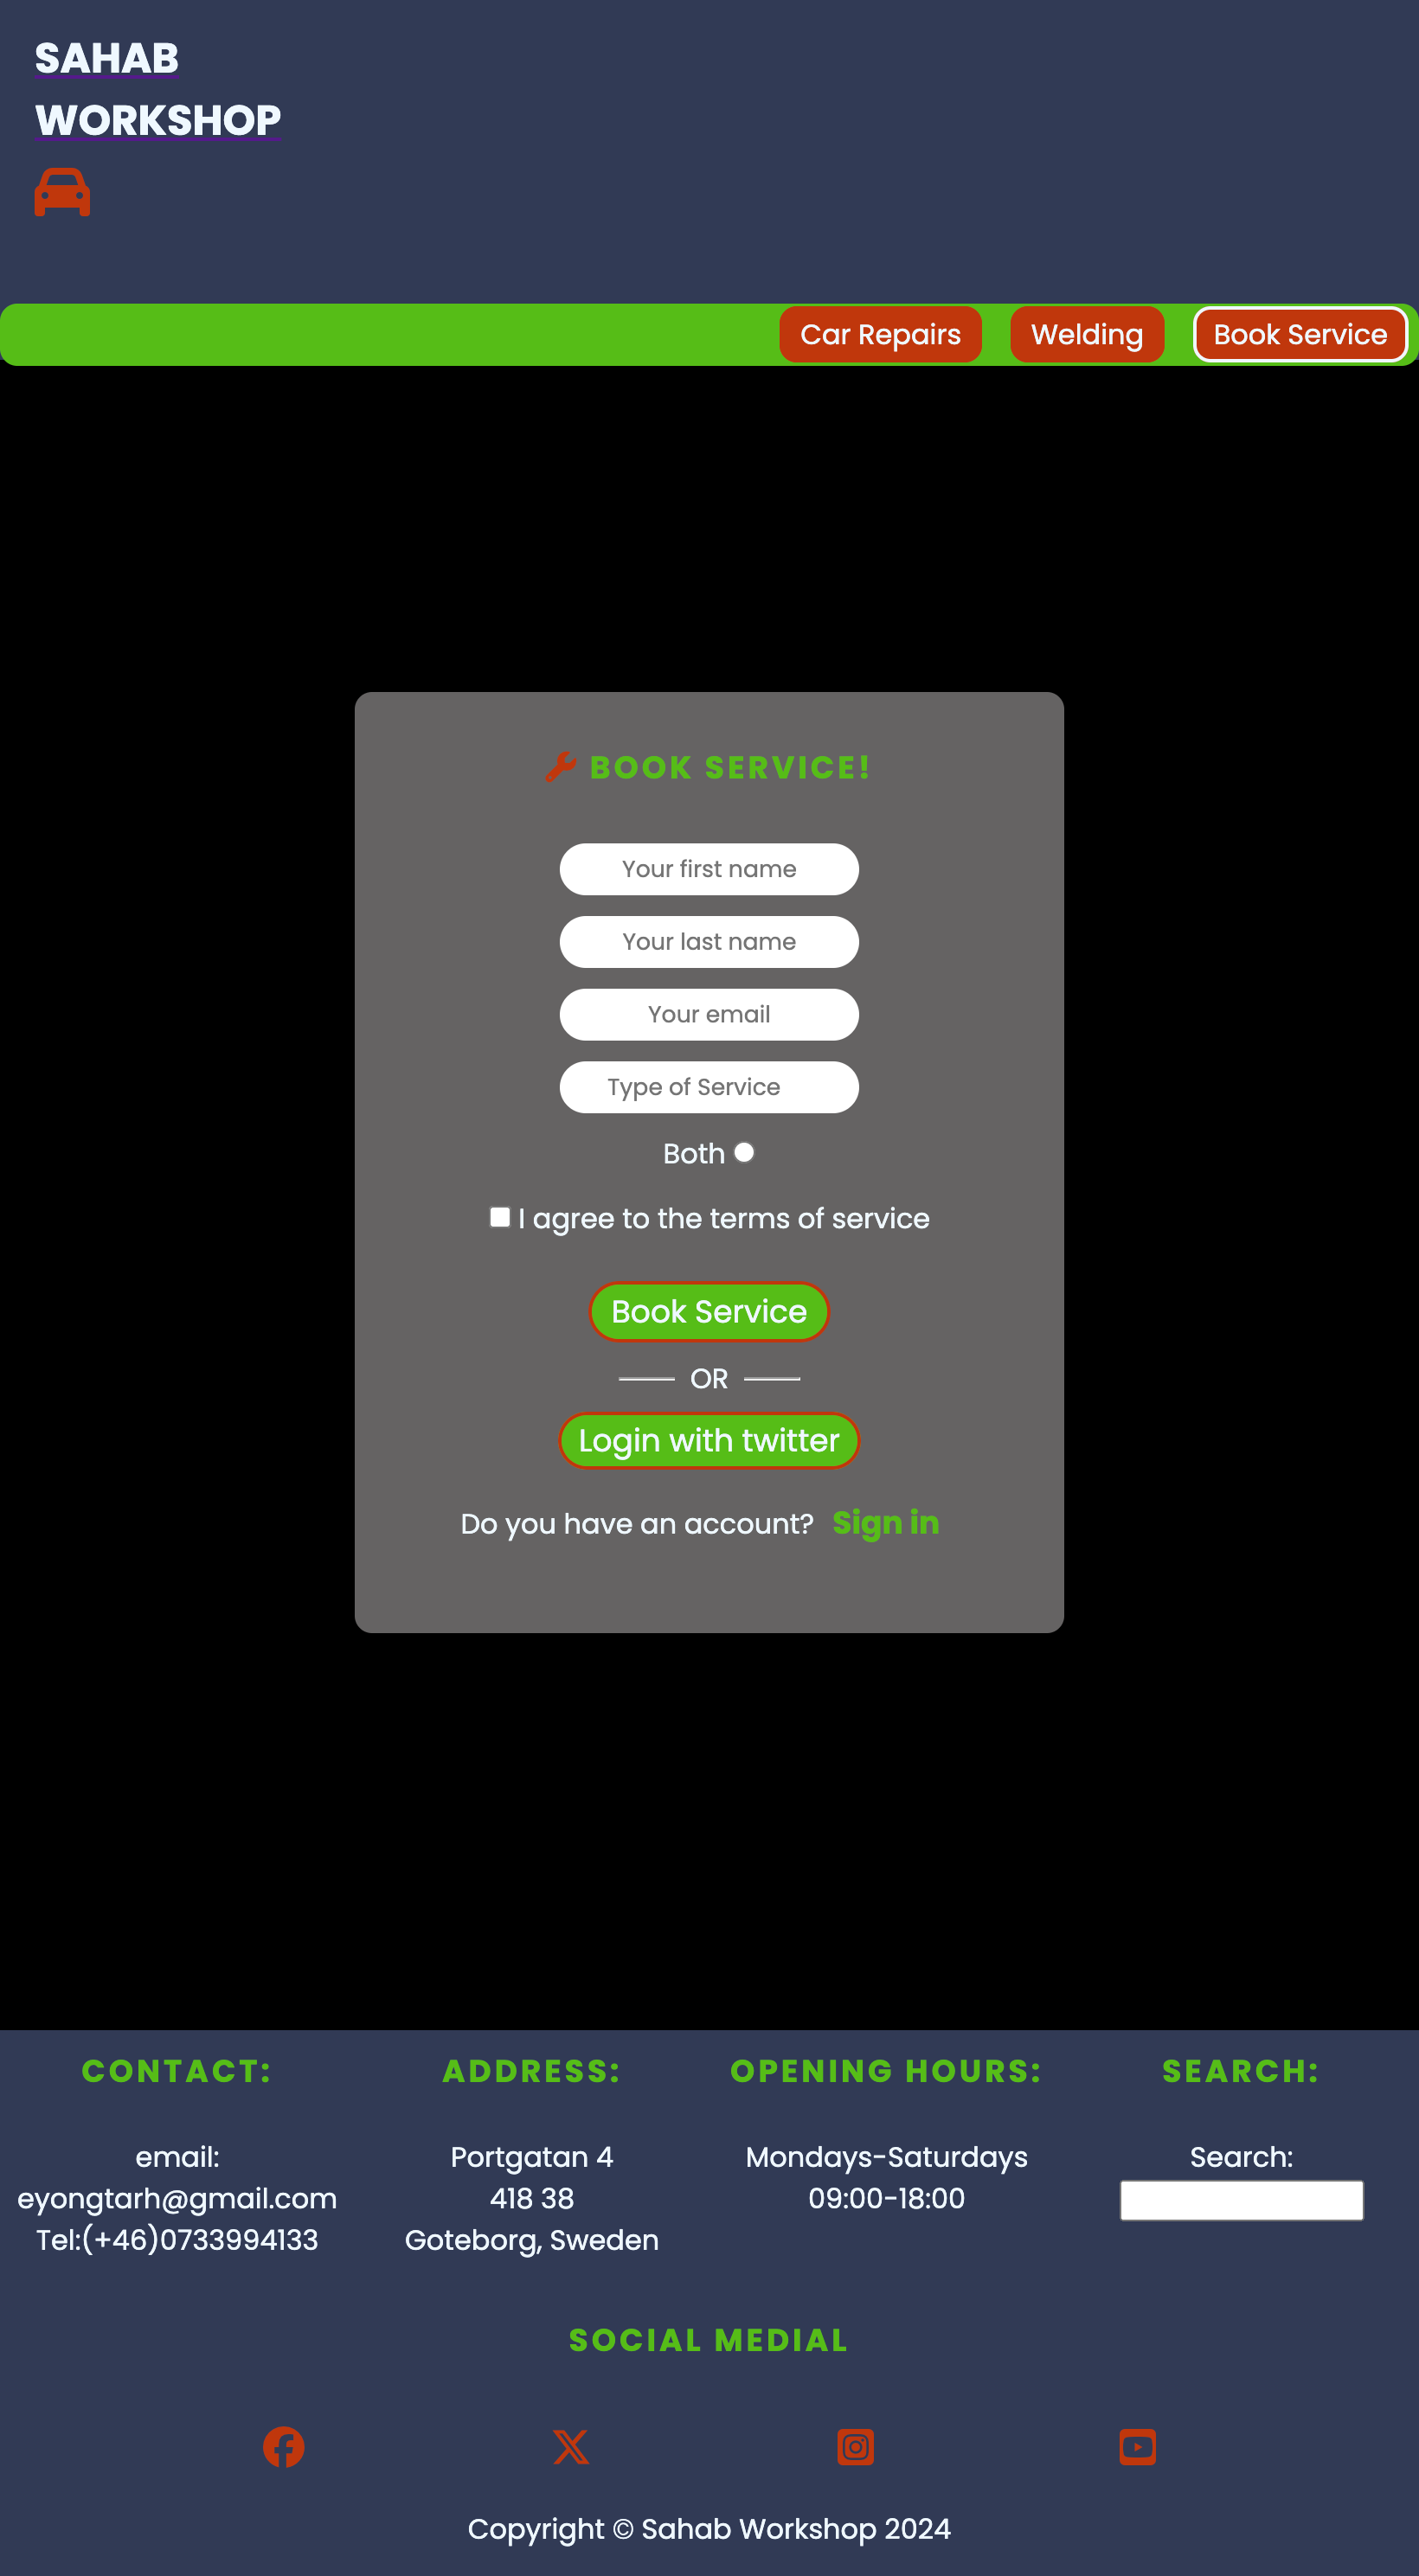 SAHAB
WORKSHOP
Car Repairs
Welding
Book Service
BOOK SERVICE!
Your first name
Your last name
Your email
Type of Service
Both
I agree to the terms of service
Book Service
OR
Login with twitter
Do you have an account? Sign in
CONTACT:
email:
eyongtarh@gmail.com
Tel:(+46)0733994133
ADDRESS:
Portgatan 4
418 38
Goteborg, Sweden
OPENING HOURS:
Mondays-Saturdays
09:00-18:00
SEARCH:
Search:
SOCIAL MEDIAL
Copyright © Sahab Workshop 2024